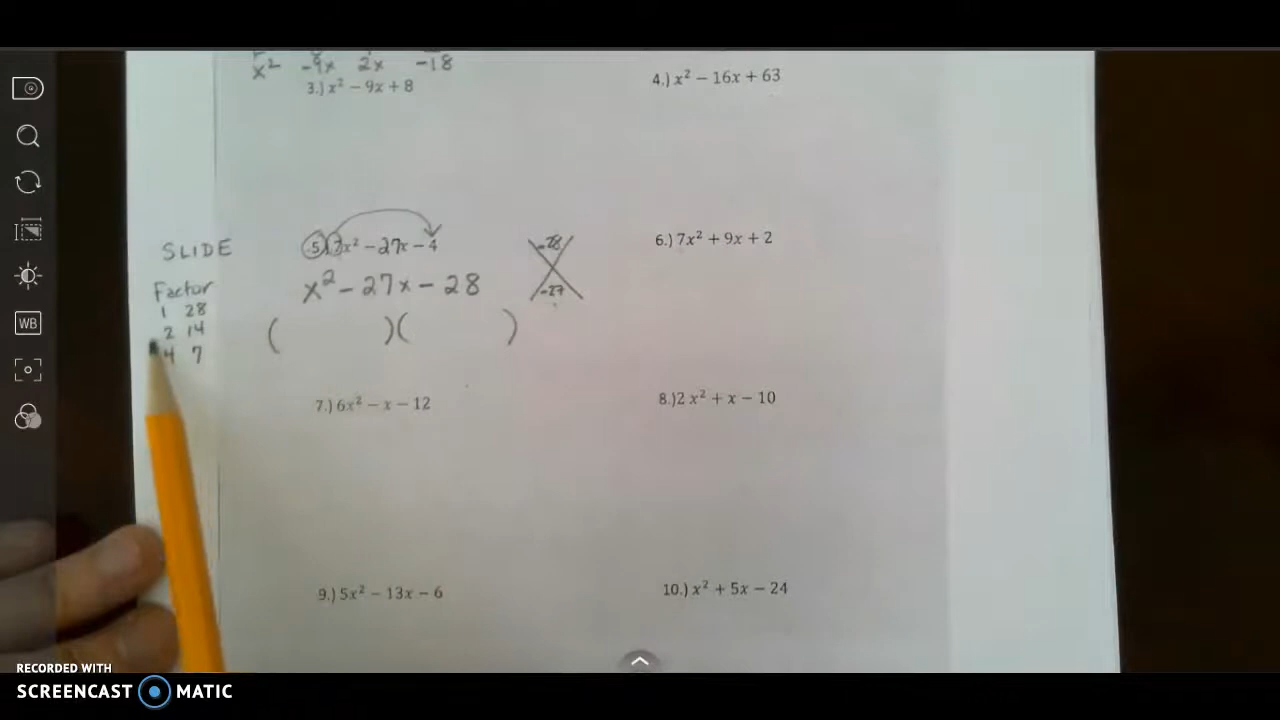 x² -9x 2x -18
3.) x² − 9x + 8
4.) x² − 16x + 63
SLIDE
5) 7x² − 27x − 4
-28
6.) 7x² + 9x + 2
Factor
x² - 27x - 28
-27
1 28
2 14
( )( )
4 7
7.) 6x² − x − 12
8.)2 x² + x − 10
9.) 5x² − 13x − 6
10.) x² + 5x − 24
WB
RECORDED WITH
SCREENCAST MATIC